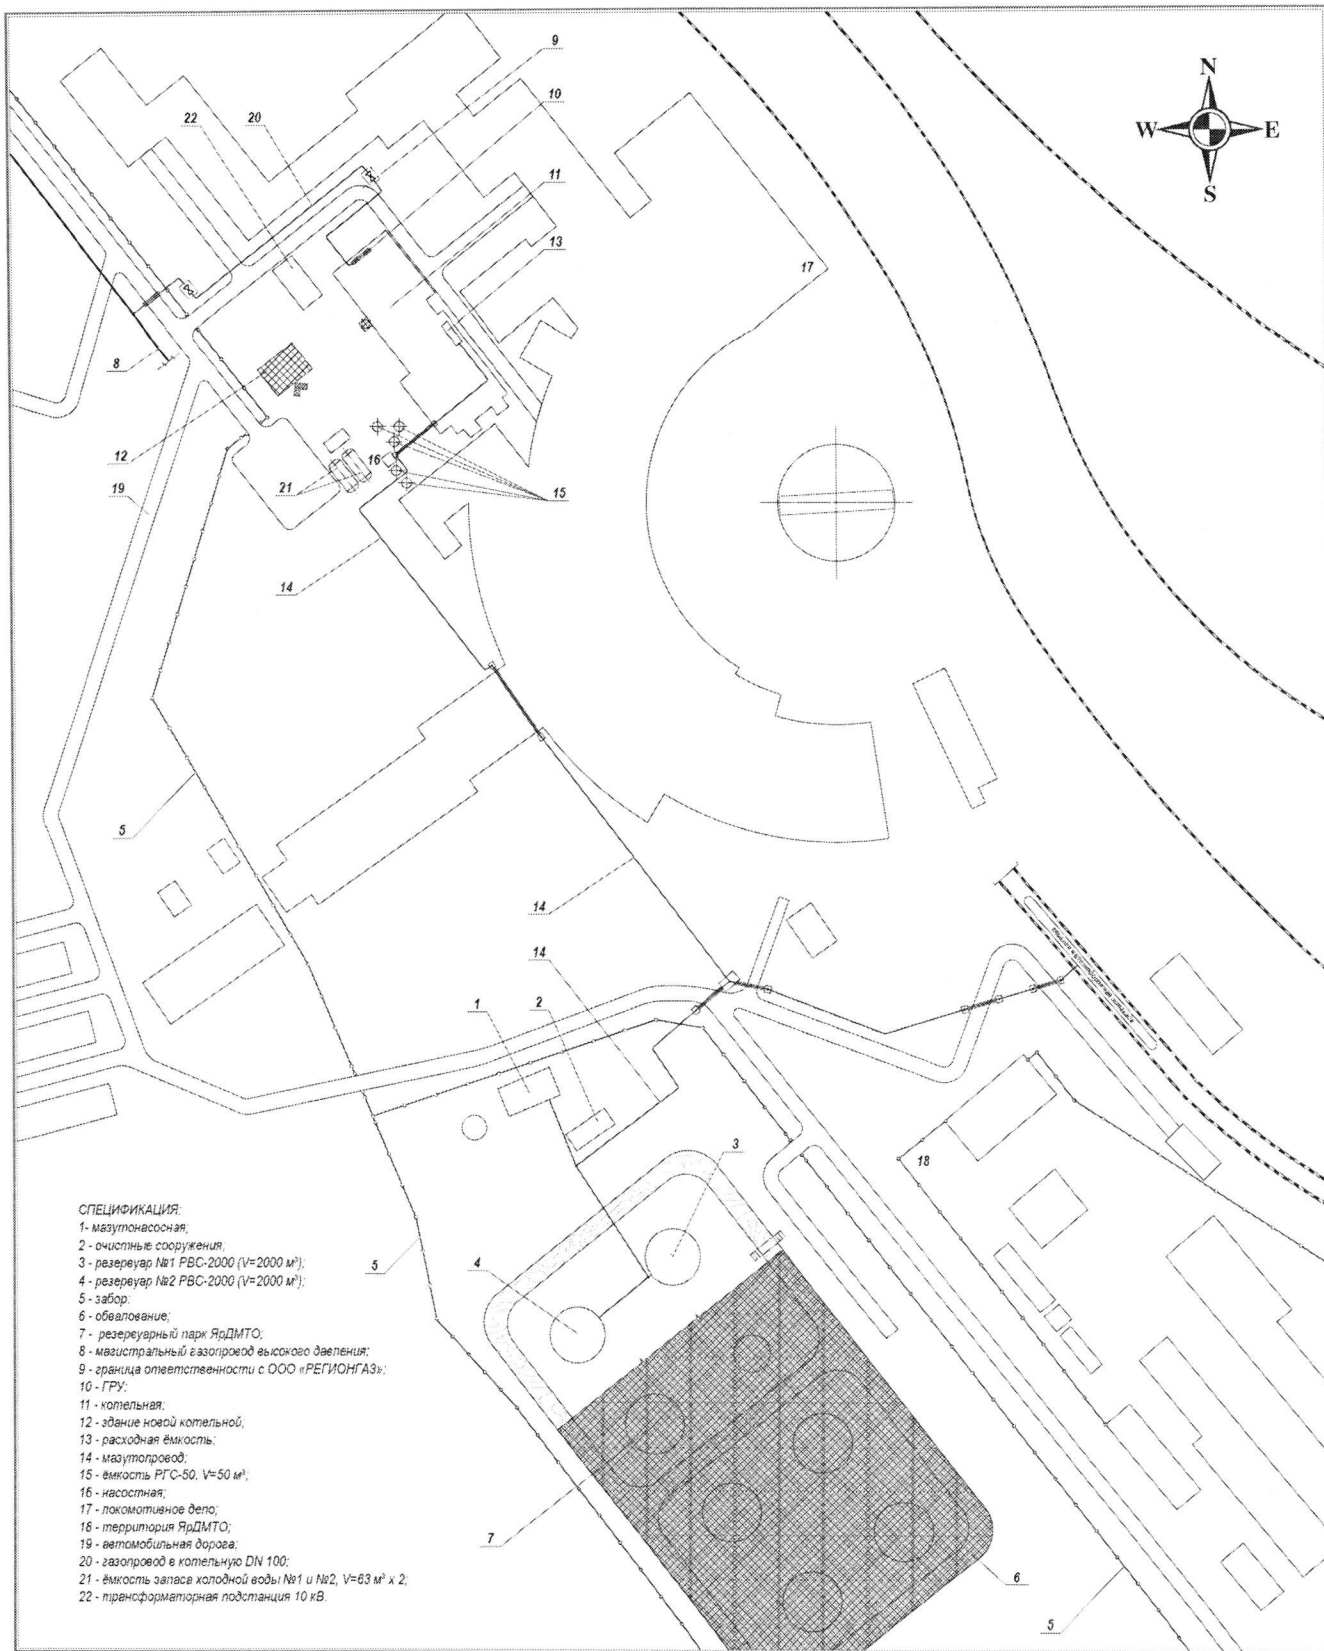 N
W E
S
9
10
22
20
11
13
17
8
12
19
21
16
15
14
5
14
14
1
2
3
4
5
18
7
6
5
СПЕЦИФИКАЦИЯ:
1- мазутонасосная;
2 - очистные сооружения;
3 - резервуар №1 РВС-2000 (V=2000 м³);
4 - резервуар №2 РВС-2000 (V=2000 м³);
5 - забор;
6 - обвалование;
7 - резервуарный парк ЯрДМТО;
8 - магистральный газопровод высокого давления;
9 - граница ответственности с ООО «РЕГИОНГАЗ»;
10 - ГРУ;
11 - котельная;
12 - здание новой котельной;
13 - расходная ёмкость;
14 - мазутопровод;
15 - ёмкость РГС-50, V=50 м³;
16 - насостная;
17 - локомотивное депо;
18 - территория ЯрДМТО;
19 - автомобильная дорога;
20 - газопровод в котельную DN 100;
21 - ёмкость запаса холодной воды №1 и №2, V=63 м³ х 2;
22 - трансформаторная подстанция 10 кВ.